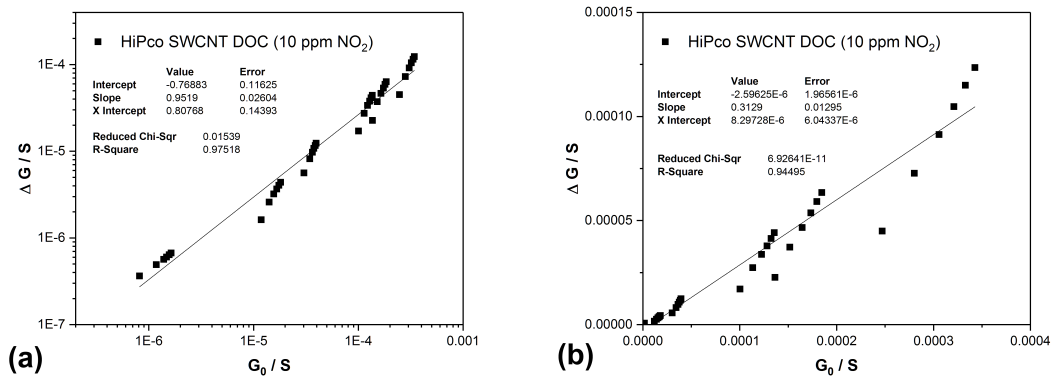 HiPco SWCNT DOC (10 ppm NO₂)
Value Error
Intercept -0.76883 0.11625
Slope 0.9519 0.02604
X Intercept 0.80768 0.14393
Reduced Chi-Sqr 0.01539
R-Square 0.97518
1E-4
1E-5
1E-6
1E-7
Δ G / S
1E-6 1E-5 1E-4 0.001
G₀ / S
(a)
0.00015
HiPco SWCNT DOC (10 ppm NO₂)
Value Error
Intercept -2.59625E-6 1.96561E-6
Slope 0.3129 0.01295
X Intercept 8.29728E-6 6.04337E-6
Reduced Chi-Sqr 6.92641E-11
R-Square 0.94495
0.00010
0.00005
0.00000
Δ G / S
0.0000 0.0001 0.0002 0.0003 0.0004
G₀ / S
(b)